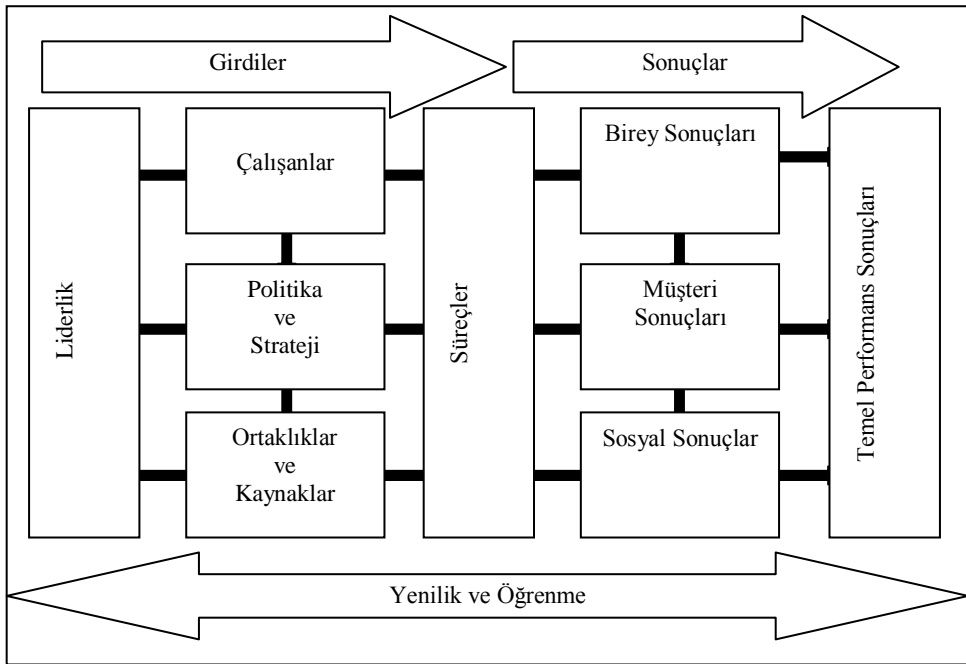 Girdiler
Sonuçlar
Liderlik
Çalışanlar
Politika
ve
Strateji
Ortaklıklar
ve
Kaynaklar
Süreçler
Birey Sonuçları
Müşteri
Sonuçları
Sosyal Sonuçlar
Temel Performans Sonuçları
Yenilik ve Öğrenme